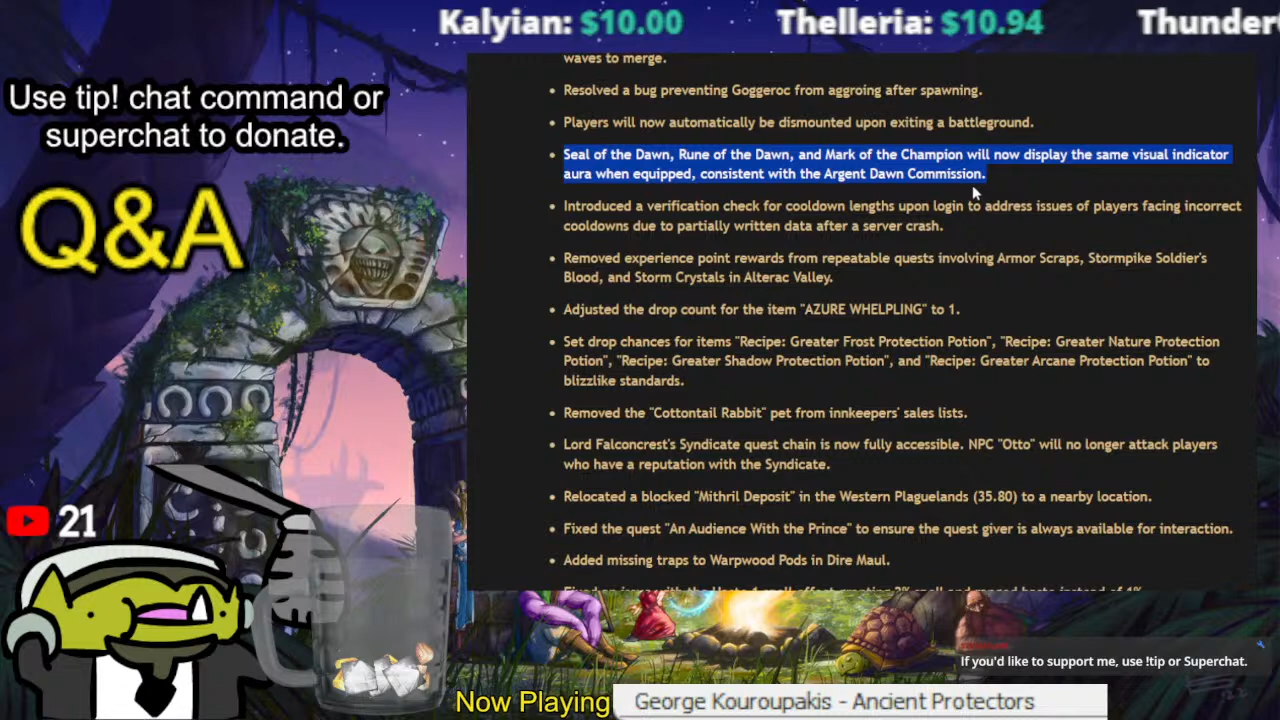 Kalyian: $10.00 Thelleria: $10.94
Use tip! chat command or
superchat to donate.
Q&A
waves to merge.
• Resolved a bug preventing Goggeroc from aggroing after spawning.
• Players will now automatically be dismounted upon exiting a battleground.
• Seal of the Dawn, Rune of the Dawn, and Mark of the Champion will now display the same visual indicator
aura when equipped, consistent with the Argent Dawn Commission.
• Introduced a verification check for cooldown lengths upon login to address issues of players facing incorrect
cooldowns due to partially written data after a server crash.
• Removed experience point rewards from repeatable quests involving Armor Scraps, Stormpike Soldier's
Blood, and Storm Crystals in Alterac Valley.
• Adjusted the drop count for the item "AZURE WHELPLING" to 1.
• Set drop chances for items "Recipe: Greater Frost Protection Potion", "Recipe: Greater Nature Protection
Potion", "Recipe: Greater Shadow Protection Potion", and "Recipe: Greater Arcane Protection Potion" to
blizzlike standards.
• Removed the "Cottontail Rabbit" pet from innkeepers' sales lists.
• Lord Falconcrest's Syndicate quest chain is now fully accessible. NPC "Otto" will no longer attack players
who have a reputation with the Syndicate.
• Relocated a blocked "Mithril Deposit" in the Western Plaguelands (35.80) to a nearby location.
• Fixed the quest "An Audience With the Prince" to ensure the quest giver is always available for interaction.
• Added missing traps to Warpwood Pods in Dire Maul.
21
If you'd like to support me, use !tip or Superchat.
Now Playing George Kouroupakis - Ancient Protectors